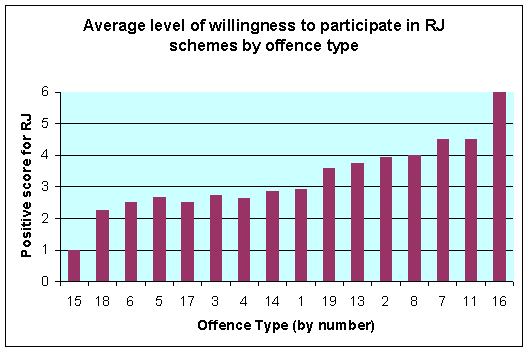 Average level of willingness to participate in RJ
schemes by offence type
6
5
4
3
2
1
0
Positive score for RJ
15 18 6 5 17 3 4 14 1 19 13 2 8 7 11 16
Offence Type (by number)